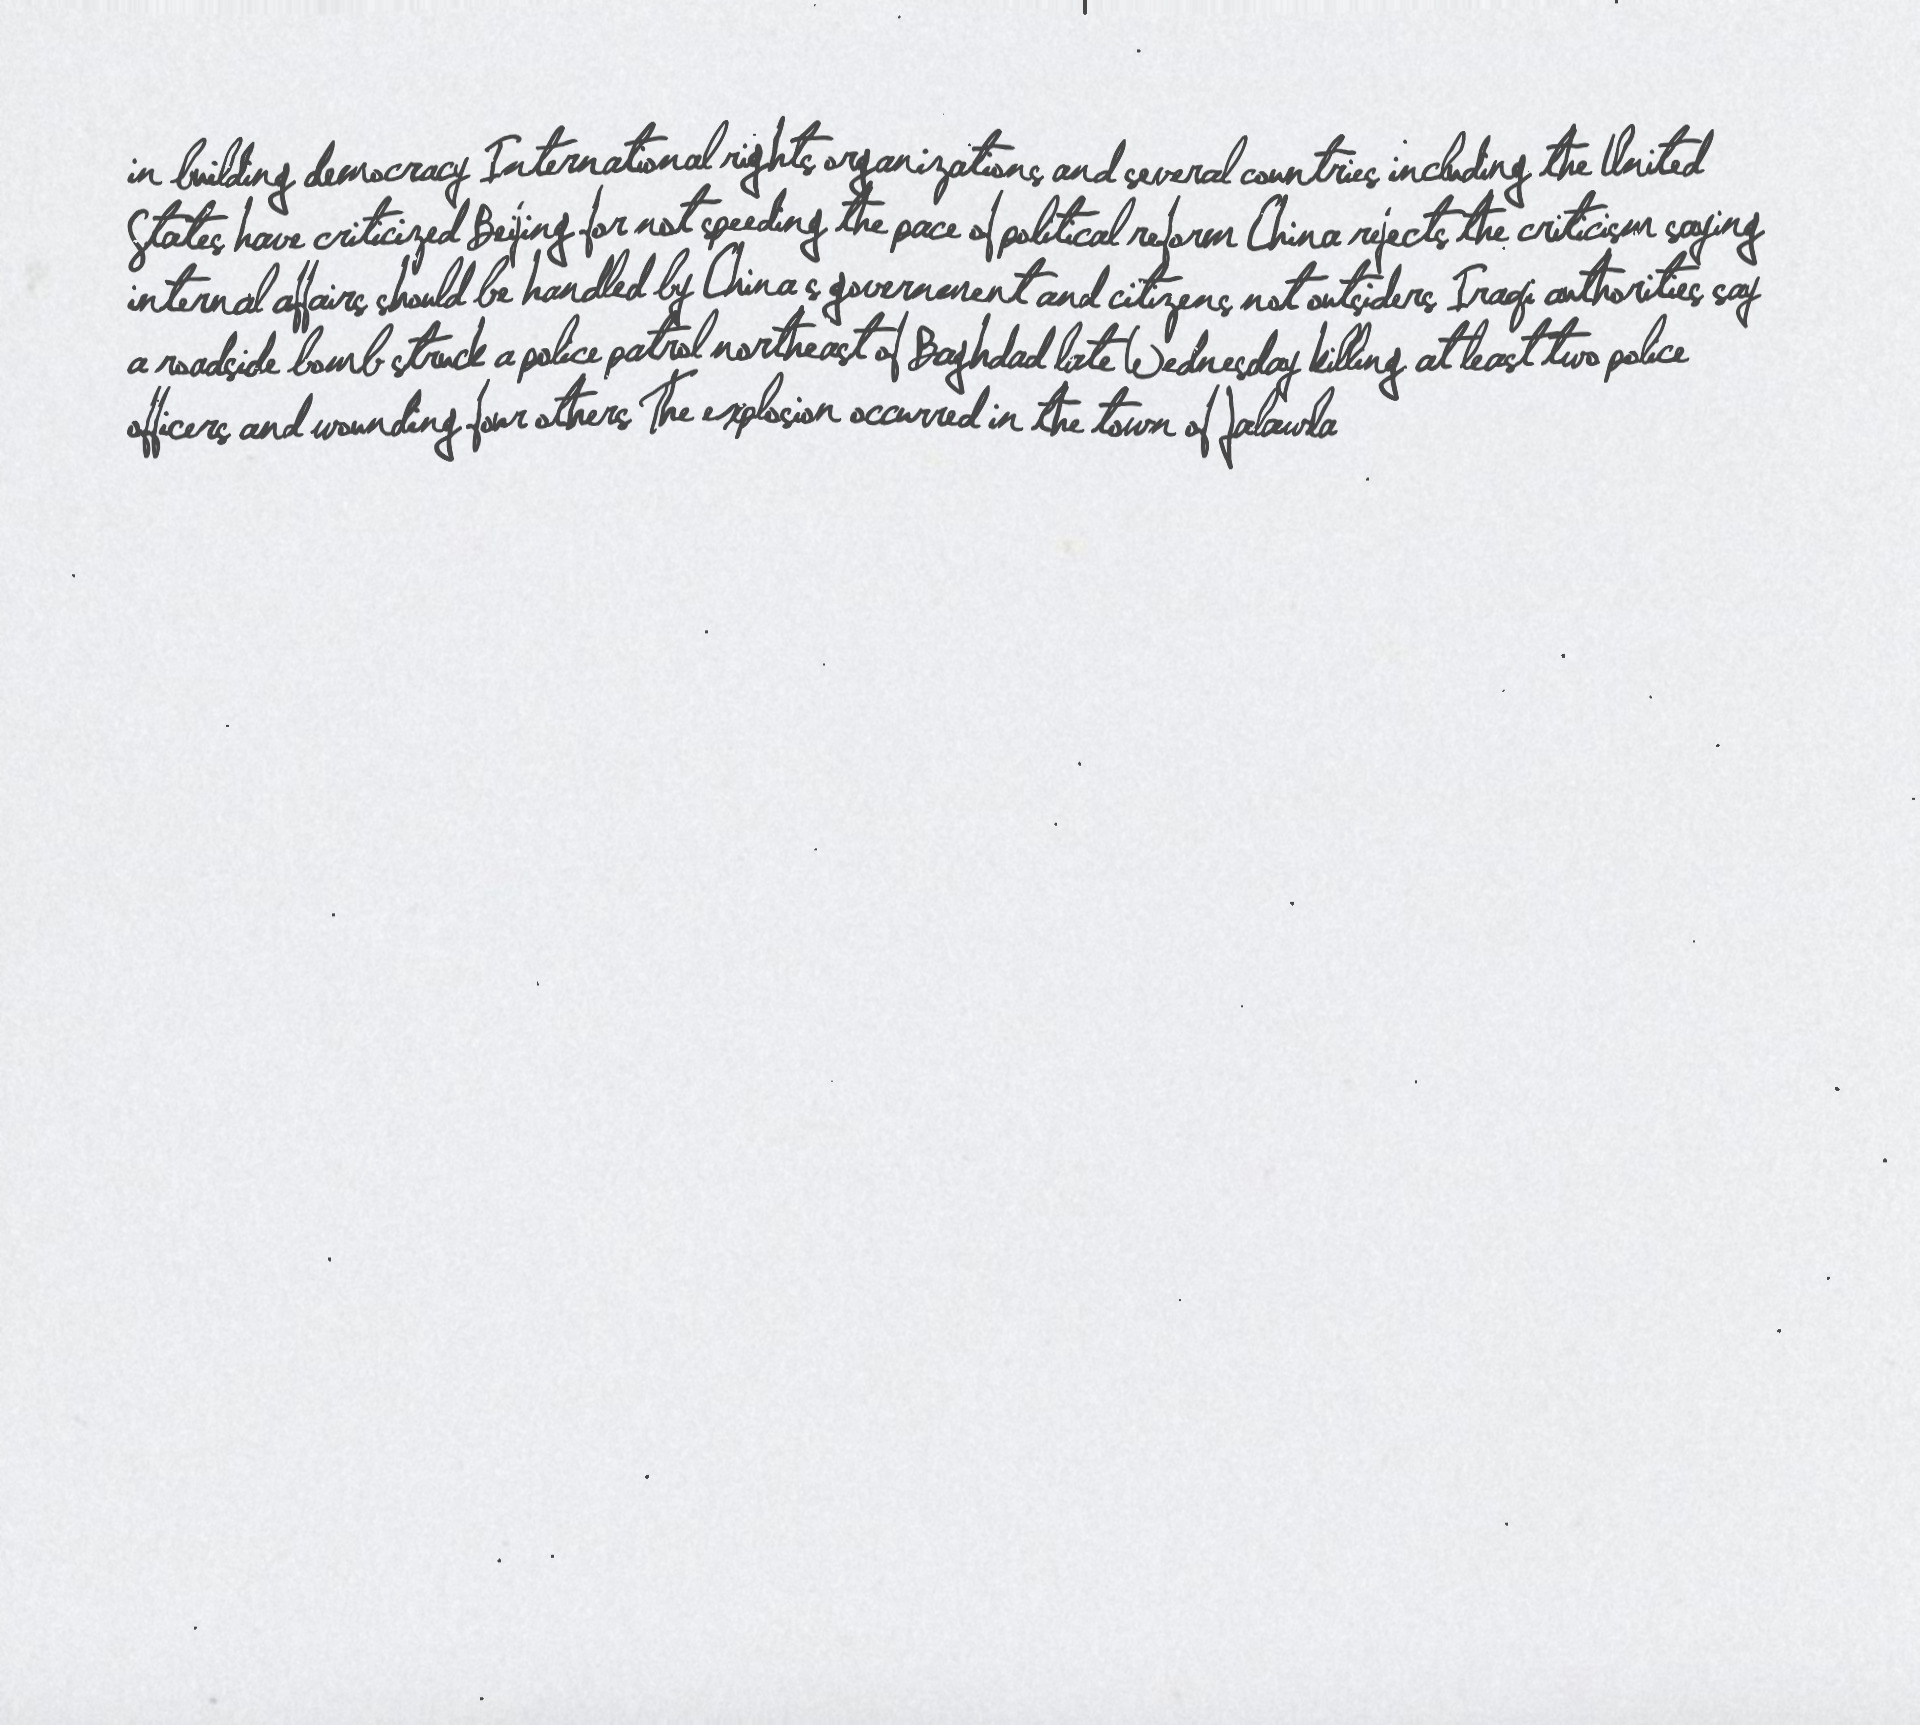 in building democracy International rights organizations and several countries including the United
States have criticized Beijing for not speeding the pace of political reform China rejects the criticism saying
internal affairs should be handled by China s government and citizens not outsiders Iraqi authorities say
a roadside bomb struck a police patrol northeast of Baghdad late Wednesday killing at least two police
officers and wounding four others The explosion occurred in the town of Jalawla